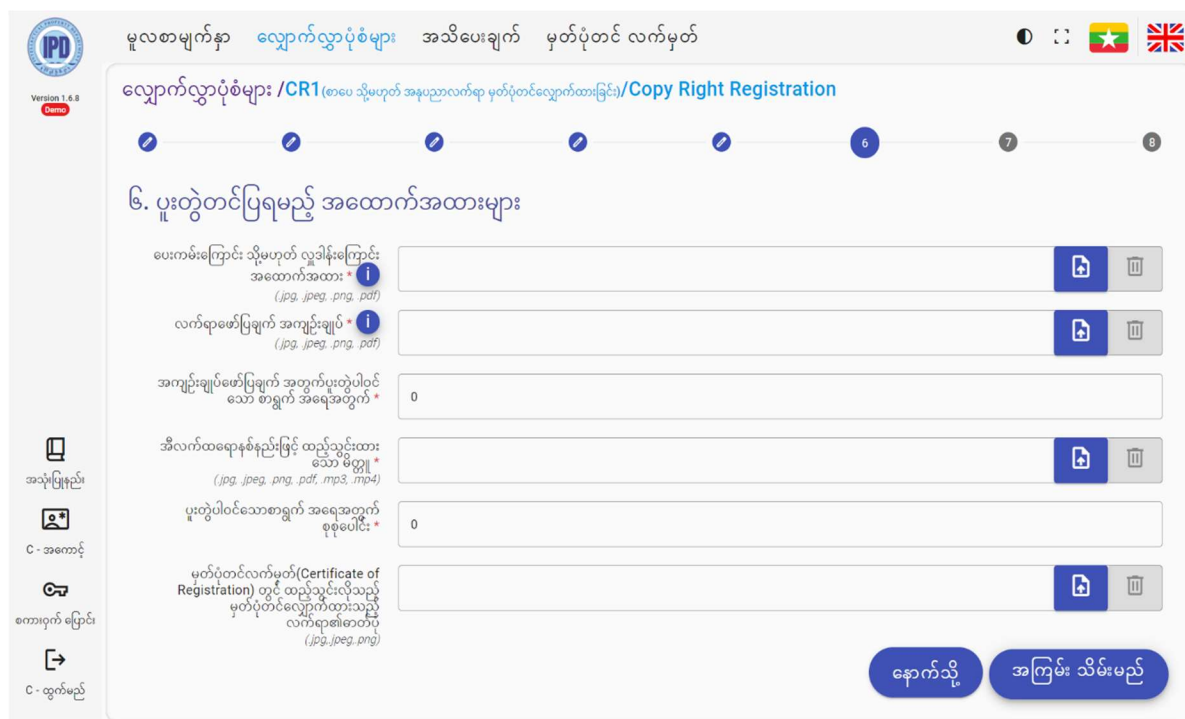 IPD
မူလစာမျက်နှာ လျှောက်လွှာပုံစံများ အသိပေးချက် မှတ်ပုံတင် လက်မှတ်
Version 1.6.8
Demo
လျှောက်လွှာပုံစံများ /CR1(စာပေ သို့မဟုတ် အနုပညာလက်ရာ မှတ်ပုံတင်လျှောက်ထားခြင်း)/Copy Right Registration
6 7 8
၆. ပူးတွဲတင်ပြရမည့် အထောက်အထားများ
ပေးကမ်းကြောင်း သို့မဟုတ် လှူဒါန်းကြောင်း
အထောက်အထား * i
(.jpg, .jpeg, .png, .pdf)
လက်ရာဖော်ပြချက် အကျဉ်းချုပ် * i
(.jpg, .jpeg, .png, .pdf)
အကျဉ်းချုပ်ဖော်ပြချက် အတွက်ပူးတွဲပါဝင်
သော စာရွက် အရေအတွက် *
0
အီလက်ထရောနစ်နည်းဖြင့် ထည့်သွင်းထား
သော မိတ္တူ *
(.jpg, .jpeg, .png, .pdf, .mp3, .mp4)
ပူးတွဲပါဝင်သောစာရွက် အရေအတွက်
စုစုပေါင်း *
0
မှတ်ပုံတင်လက်မှတ်(Certificate of
Registration) တွင် ထည့်သွင်းလိုသည့်
မှတ်ပုံတင်လျှောက်ထားသည့်
လက်ရာ၏ဓာတ်ပုံ
(.jpg,.jpeg,.png)
အသုံးပြုနည်း
C - အကောင့်
စကားဝှက် ပြောင်း
C - ထွက်မည်
နောက်သို့ အကြမ်း သိမ်းမည်